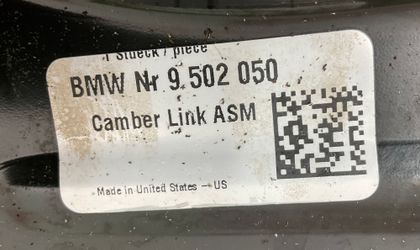 1 Stueck / piece
BMW Nr 9 502 050
Camber Link ASM
Made in United States — US